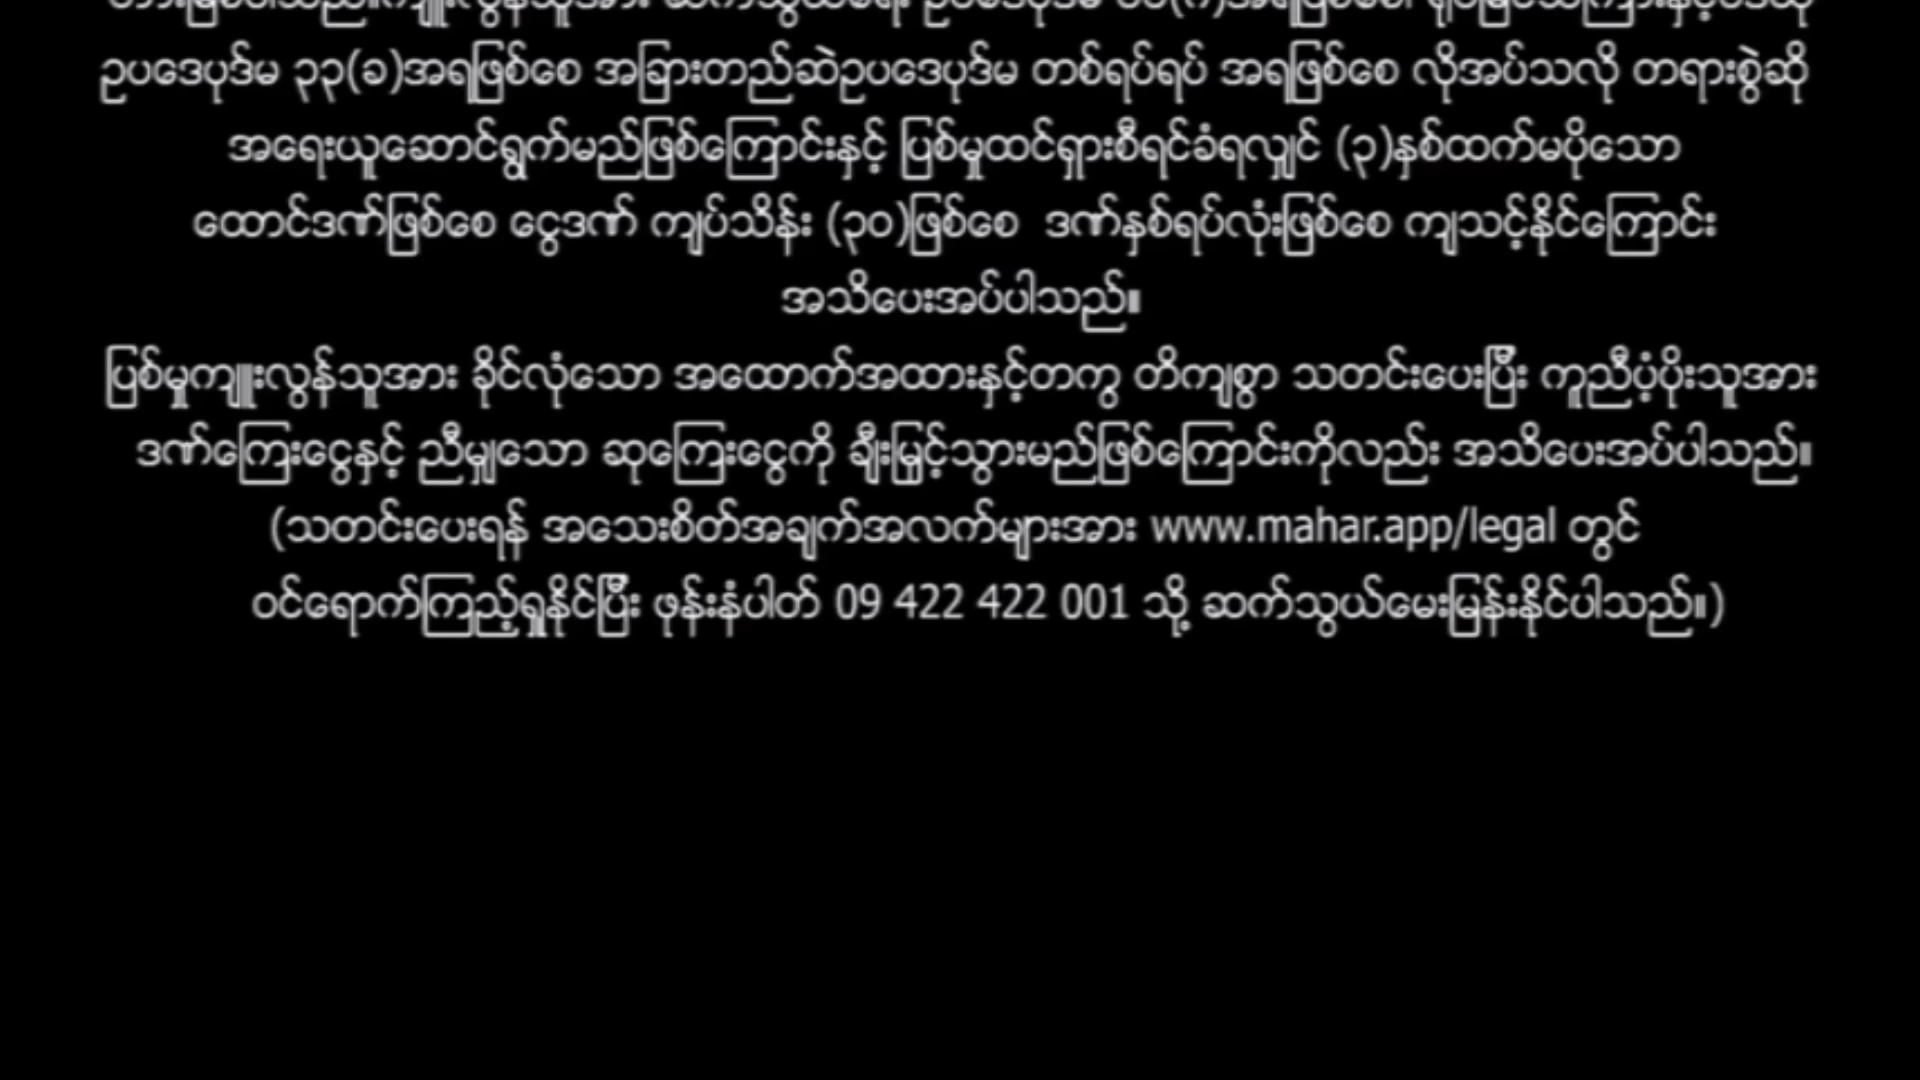 ဥပဒေပုဒ်မ ၃၃(ခ)အရဖြစ်စေ အခြားတည်ဆဲဥပဒေပုဒ်မ တစ်ရပ်ရပ် အရဖြစ်စေ လိုအပ်သလို တရားစွဲဆို
အရေးယူဆောင်ရွက်မည်ဖြစ်ကြောင်းနှင့် ပြစ်မှုထင်ရှားစီရင်ခံရလျှင် (၃)နှစ်ထက်မပိုသော
ထောင်ဒဏ်ဖြစ်စေ ငွေဒဏ် ကျပ်သိန်း (၃၀)ဖြစ်စေ ဒဏ်နှစ်ရပ်လုံးဖြစ်စေ ကျသင့်နိုင်ကြောင်း
အသိပေးအပ်ပါသည်။
ပြစ်မှုကျူးလွန်သူအား ခိုင်လုံသော အထောက်အထားနှင့်တကွ တိကျစွာ သတင်းပေးပြီး ကူညီပံ့ပိုးသူအား
ဒဏ်ကြေးငွေနှင့် ညီမျှသော ဆုကြေးငွေကို ချီးမြှင့်သွားမည်ဖြစ်ကြောင်းကိုလည်း အသိပေးအပ်ပါသည်။
(သတင်းပေးရန် အသေးစိတ်အချက်အလက်များအား www.mahar.app/legal တွင်
ဝင်ရောက်ကြည့်ရှုနိုင်ပြီး ဖုန်းနံပါတ် 09 422 422 001 သို့ ဆက်သွယ်မေးမြန်းနိုင်ပါသည်။)